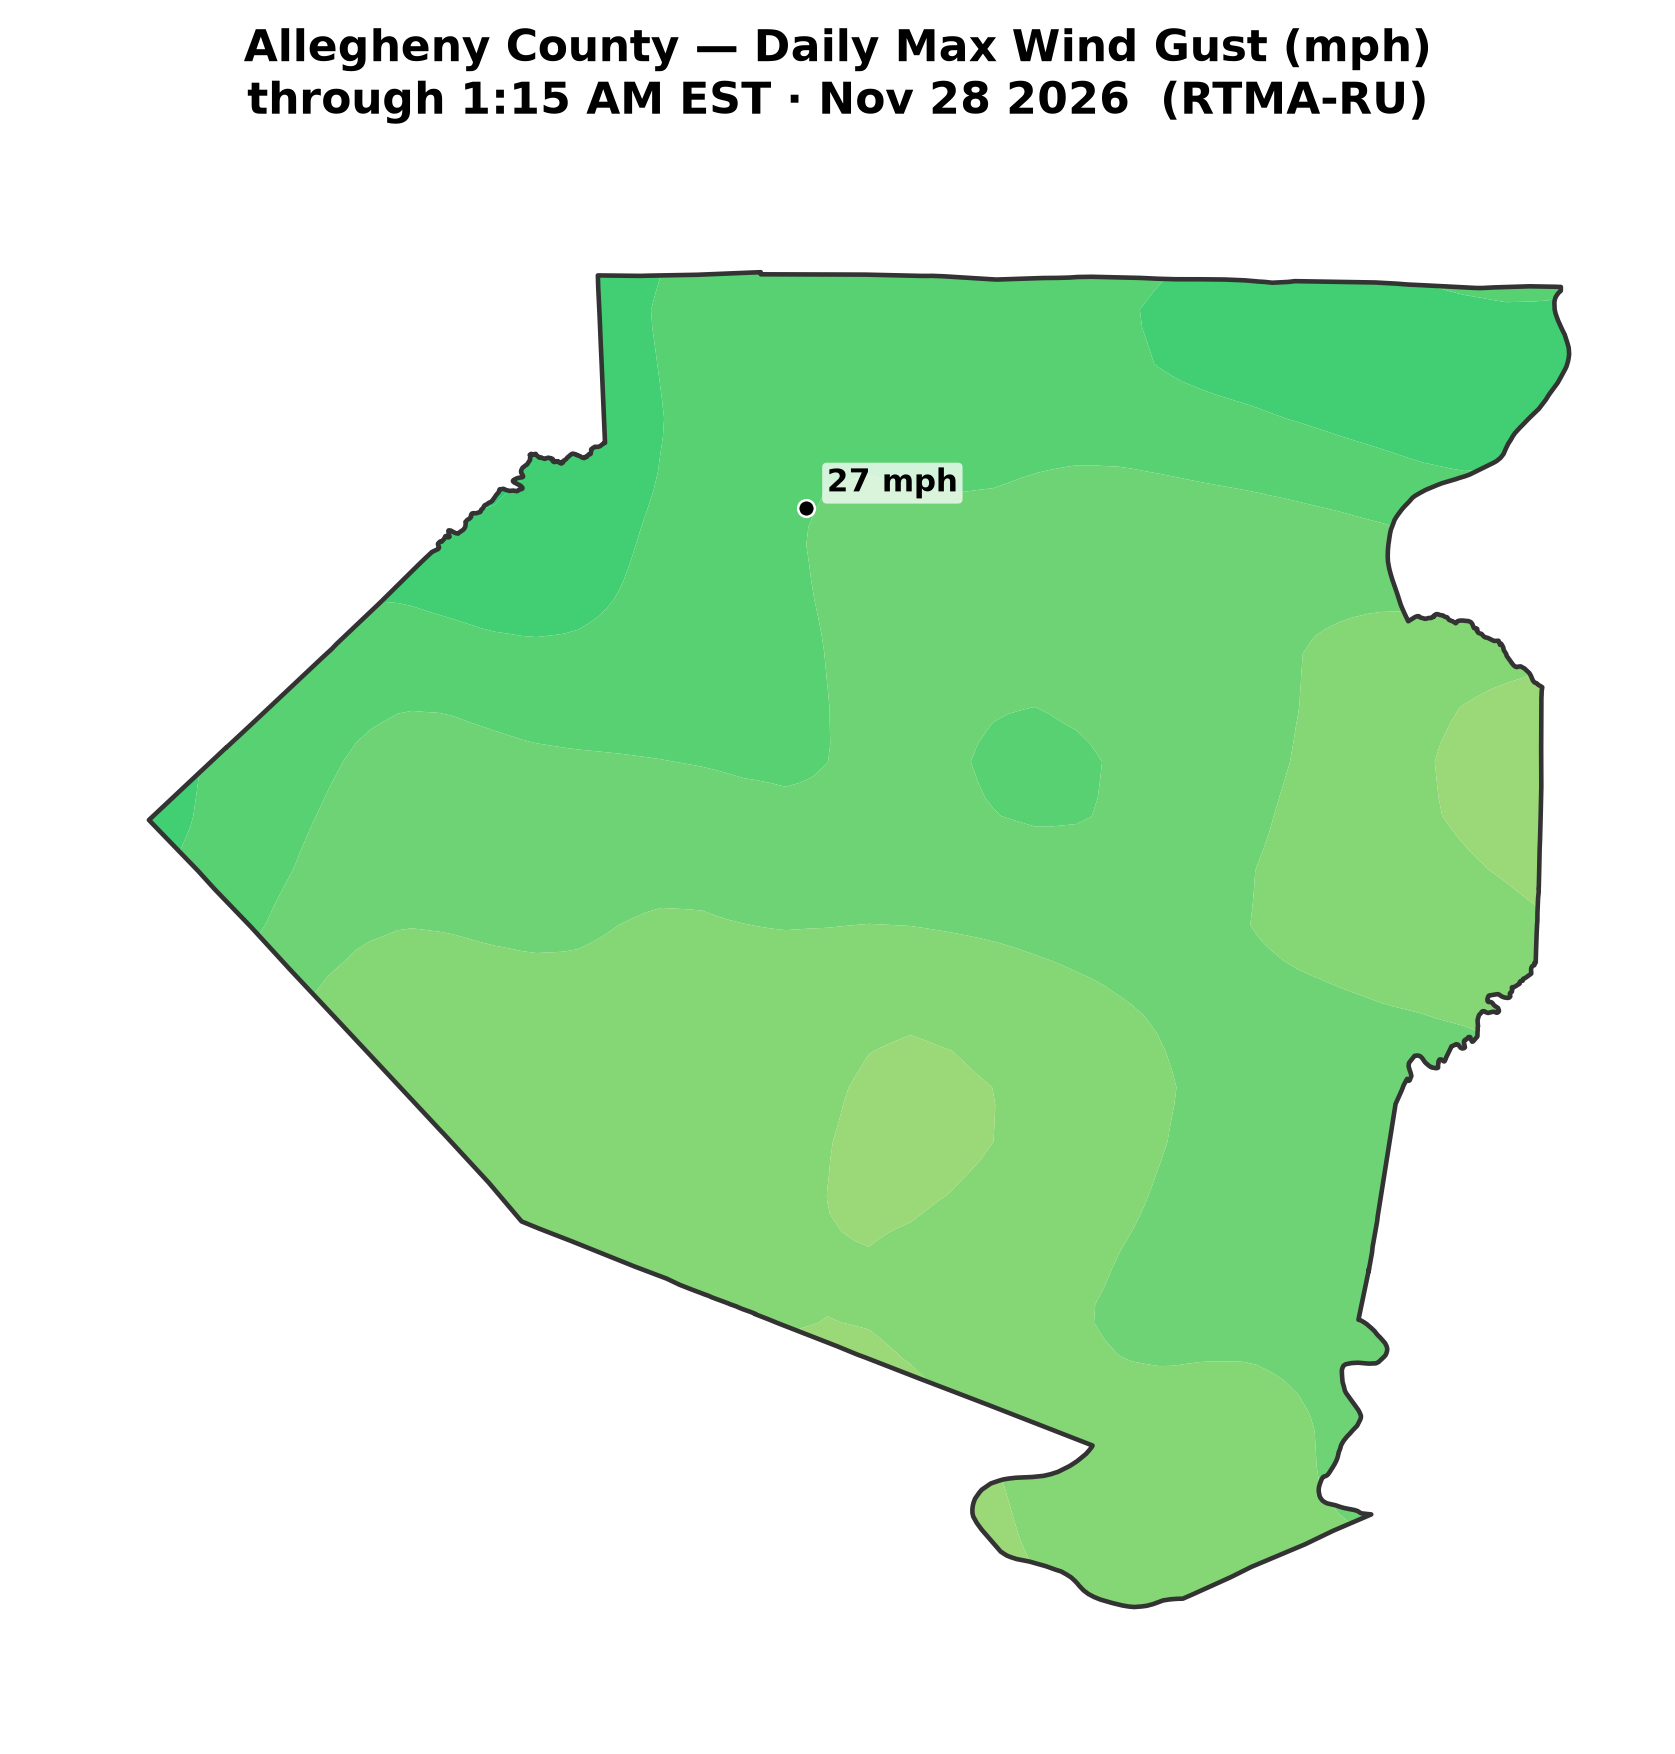 Allegheny County — Daily Max Wind Gust (mph)
through 1:15 AM EST · Nov 28 2026 (RTMA-RU)
27 mph